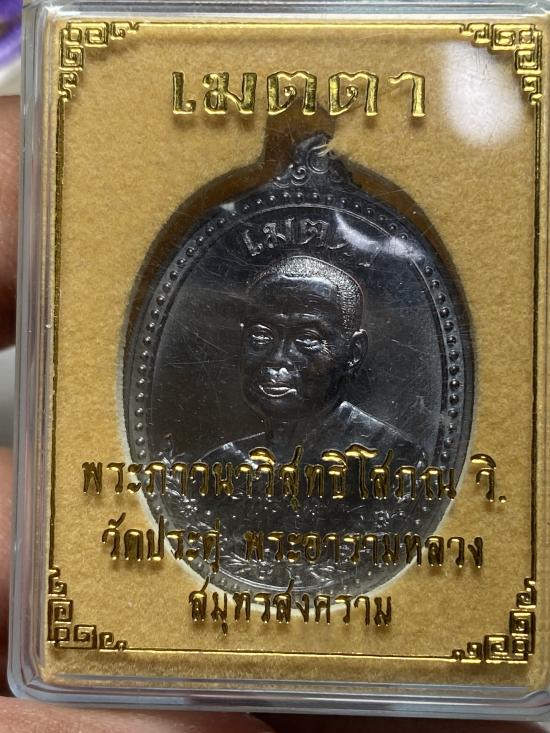 เมตตา
เมตตา
พระภาวนาวิสุทธิโสภณ วิ.
วัดประดู่ พระอารามหลวง
สมุทรสงคราม